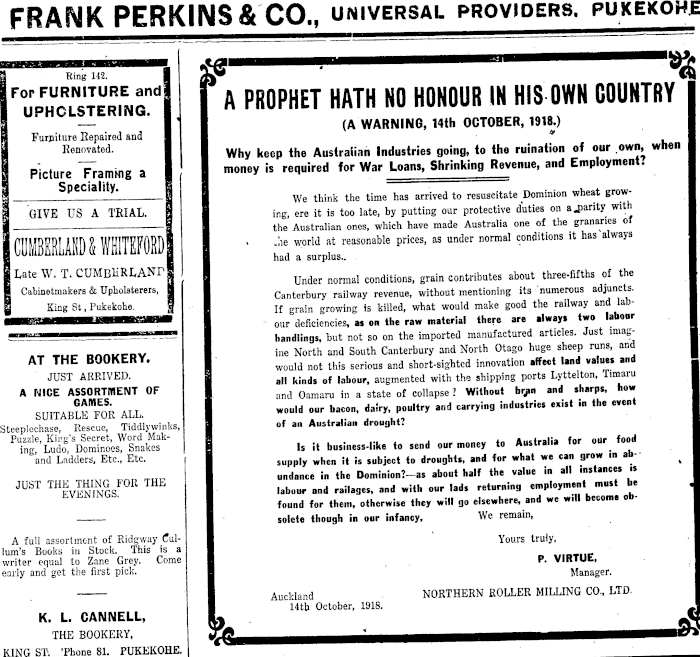 FRANK PERKINS & CO., UNIVERSAL PROVIDERS. PUKEKOHE
Ring 142.
For FURNITURE and
UPHOLSTERING.
Furniture Repaired and
Renovated.
Picture Framing a
Speciality.
GIVE US A TRIAL.
CUMBERLAND & WHITEFORD
Late W. T. CUMBERLAND
Cabinetmakers & Upholsterers,
King St., Pukekohe.
AT THE BOOKERY.
JUST ARRIVED.
A NICE ASSORTMENT OF
GAMES.
SUITABLE FOR ALL.
Steeplechase, Rescue, Tiddlywinks,
Puzzle, King's Secret, Word Mak-
ing, Ludo, Dominoes, Snakes
and Ladders, Etc., Etc.
JUST THE THING FOR THE
EVENINGS.
A full assortment of Ridgway Cul-
lum's Books in Stock. This is a
writer equal to Zane Grey. Come
early and get the first pick.
K. L. CANNELL,
THE BOOKERY,
KING ST. 'Phone 81. PUKEKOHE.
A PROPHET HATH NO HONOUR IN HIS OWN COUNTRY
(A WARNING, 14th OCTOBER, 1918.)
Why keep the Australian Industries going, to the ruination of our own, when
money is required for War Loans, Shrinking Revenue, and Employment?
We think the time has arrived to resuscitate Dominion wheat grow-
ing, ere it is too late, by putting our protective duties on a parity with
the Australian ones, which have made Australia one of the granaries of
the world at reasonable prices, as under normal conditions it has always
had a surplus..
Under normal conditions, grain contributes about three-fifths of the
Canterbury railway revenue, without mentioning its numerous adjuncts.
If grain growing is killed, what would make good the railway and lab-
our deficiencies, as on the raw material there are always two labour
handlings, but not so on the imported manufactured articles. Just imag-
ine North and South Canterbury and North Otago huge sheep runs, and
would not this serious and short-sighted innovation affect land values and
all kinds of labour, augmented with the shipping ports Lyttelton, Timaru
and Oamaru in a state of collapse? Without bran and sharps, how
would our bacon, dairy, poultry and carrying industries exist in the event
of an Australian drought?
Is it business-like to send our money to Australia for our food
supply when it is subject to droughts, and for what we can grow in ab-
undance in the Dominion?—as about half the value in all instances is
labour and railages, and with our lads returning employment must be
found for them, otherwise they will go elsewhere, and we will become ob-
solete though in our infancy, We remain,
Yours truly,
P. VIRTUE,
Manager.
Auckland NORTHERN ROLLER MILLING CO., LTD.
14th October, 1918.